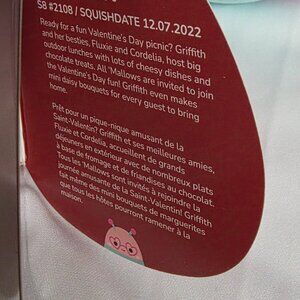 S8 #2108 / SQUISHDATE 12.07.2022
Ready for a fun Valentine's Day picnic? Griffith
and her besties, Fluxie and Cordelia, host big
outdoor lunches with lots of cheesy dishes and
chocolate treats. All 'Mallows are invited to join
the Valentine's Day fun! Griffith even makes
mini daisy bouquets for every guest to bring
home.
Prêt pour un pique-nique amusant de la
Saint-Valentin? Griffith et ses meilleures amies,
Fluxie et Cordelia, accueillent de grands
déjeuners en extérieur avec de nombreux plats
à base de fromage et de friandises au chocolat.
Tous les 'Mallows sont invités à rejoindre la
journée amusante de la Saint-Valentin! Griffith
fait même des mini bouquets de marguerites
que tous les hôtes pourront ramener à la
maison.